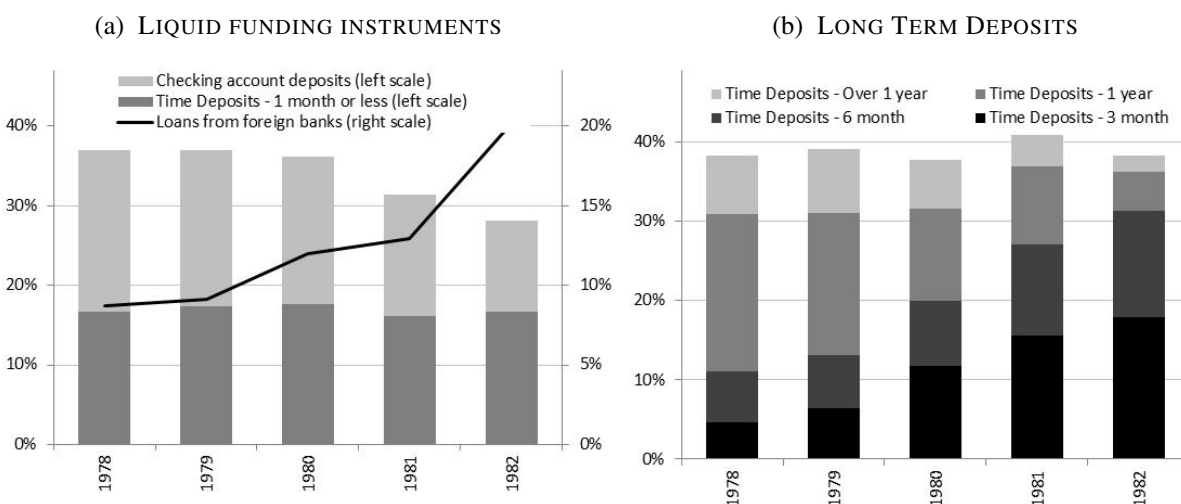 (a) LIQUID FUNDING INSTRUMENTS
Checking account deposits (left scale)
Time Deposits - 1 month or less (left scale)
Loans from foreign banks (right scale)
40%
30%
20%
10%
0%
20%
15%
10%
5%
0%
1978
1979
1980
1981
1982
(b) LONG TERM DEPOSITS
Time Deposits - Over 1 year
Time Deposits - 1 year
Time Deposits - 6 month
Time Deposits - 3 month
40%
30%
20%
10%
0%
1978
1979
1980
1981
1982